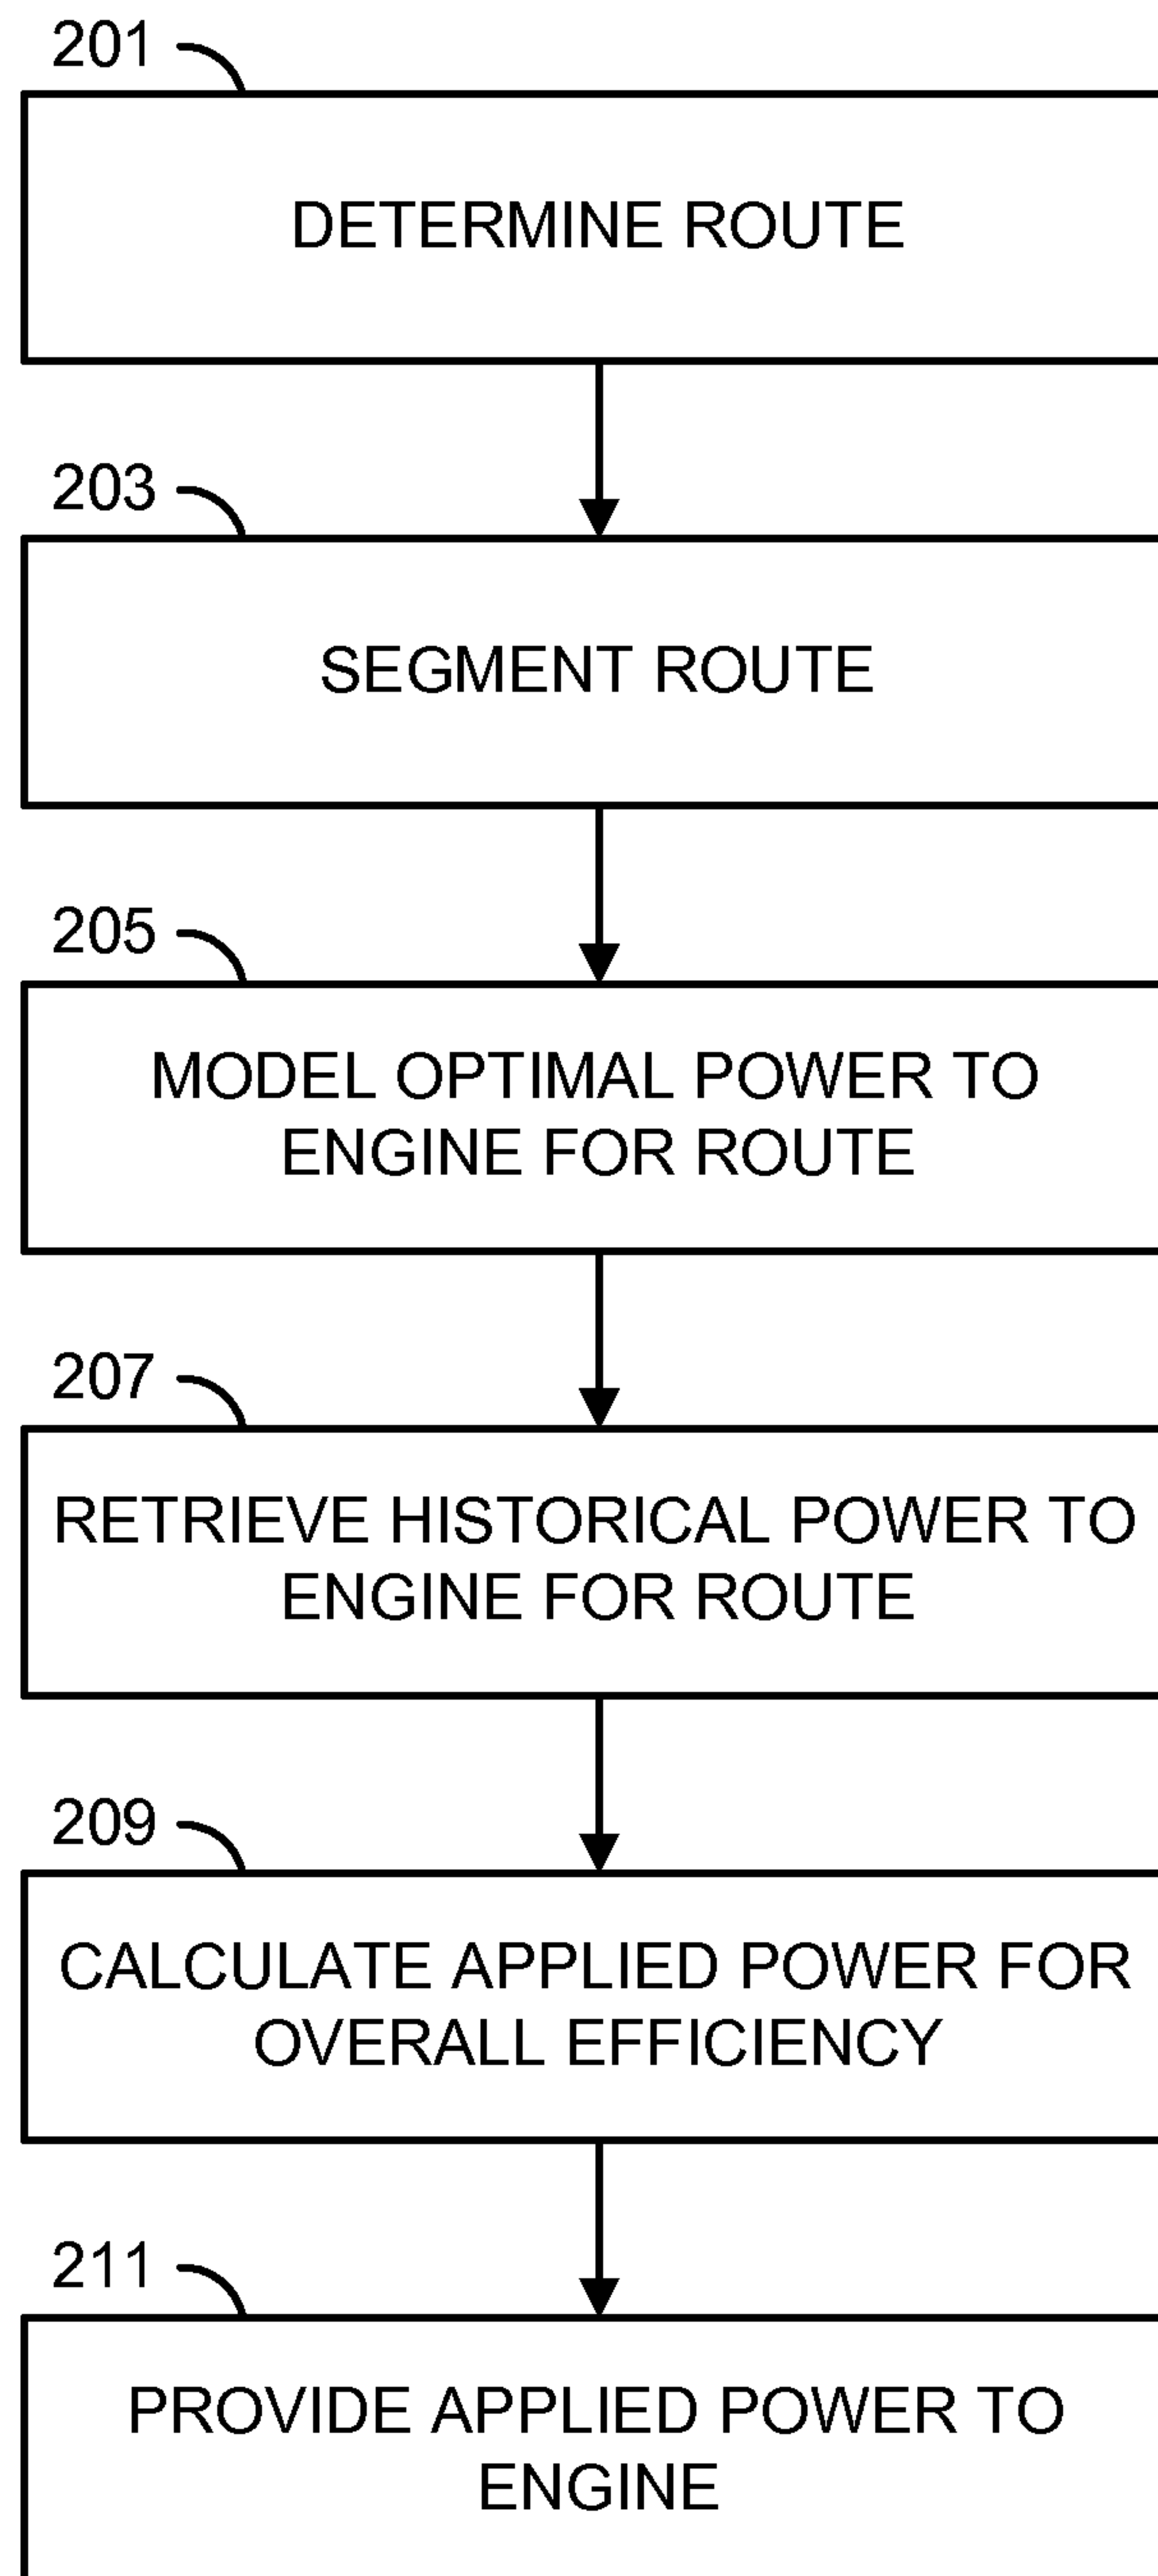 201
DETERMINE ROUTE
203
SEGMENT ROUTE
205
MODEL OPTIMAL POWER TO
ENGINE FOR ROUTE
207
RETRIEVE HISTORICAL POWER TO
ENGINE FOR ROUTE
209
CALCULATE APPLIED POWER FOR
OVERALL EFFICIENCY
211
PROVIDE APPLIED POWER TO
ENGINE